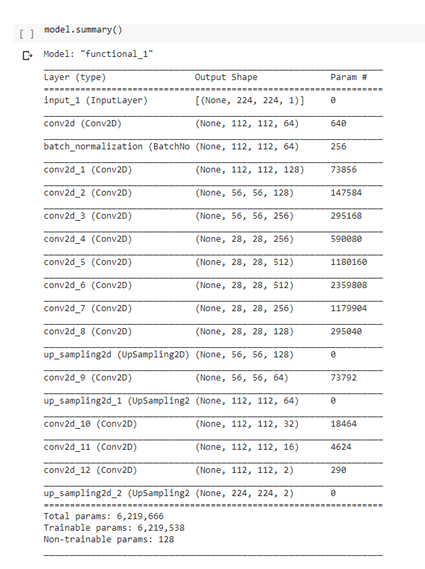 [ ] model.summary()
Model: "functional_1"
Layer (type) Output Shape Param #
input_1 (InputLayer) [(None, 224, 224, 1)] 0
conv2d (Conv2D) (None, 112, 112, 64) 640
batch_normalization (BatchNo (None, 112, 112, 64) 256
conv2d_1 (Conv2D) (None, 112, 112, 128) 73856
conv2d_2 (Conv2D) (None, 56, 56, 128) 147584
conv2d_3 (Conv2D) (None, 56, 56, 256) 295168
conv2d_4 (Conv2D) (None, 28, 28, 256) 590080
conv2d_5 (Conv2D) (None, 28, 28, 512) 1180160
conv2d_6 (Conv2D) (None, 28, 28, 512) 2359808
conv2d_7 (Conv2D) (None, 28, 28, 256) 1179904
conv2d_8 (Conv2D) (None, 28, 28, 128) 295040
up_sampling2d (UpSampling2D) (None, 56, 56, 128) 0
conv2d_9 (Conv2D) (None, 56, 56, 64) 73792
up_sampling2d_1 (UpSampling2 (None, 112, 112, 64) 0
conv2d_10 (Conv2D) (None, 112, 112, 32) 18464
conv2d_11 (Conv2D) (None, 112, 112, 16) 4624
conv2d_12 (Conv2D) (None, 112, 112, 2) 290
up_sampling2d_2 (UpSampling2 (None, 224, 224, 2) 0
Total params: 6,219,666
Trainable params: 6,219,538
Non-trainable params: 128